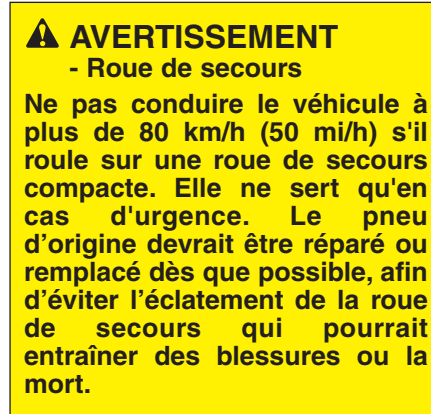 AVERTISSEMENT
- Roue de secours
Ne pas conduire le véhicule à
plus de 80 km/h (50 mi/h) s'il
roule sur une roue de secours
compacte. Elle ne sert qu'en
cas d'urgence. Le pneu
d’origine devrait être réparé ou
remplacé dès que possible, afin
d’éviter l’éclatement de la roue
de secours qui pourrait
entraîner des blessures ou la
mort.